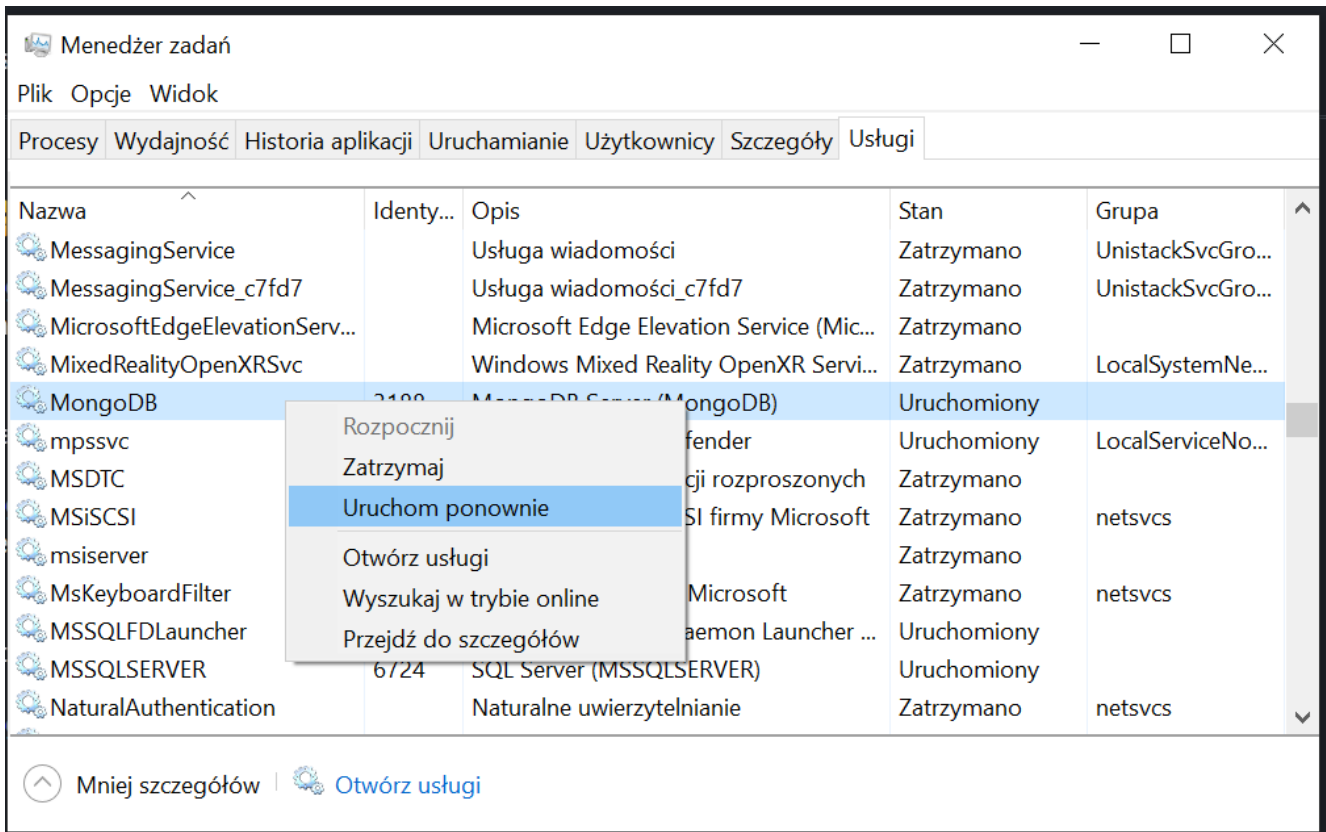 Menedżer zadań
Plik Opcje Widok
Procesy Wydajność Historia aplikacji Uruchamianie Użytkownicy Szczegóły Usługi
Nazwa Identy... Opis Stan Grupa
MessagingService Usługa wiadomości Zatrzymano UnistackSvcGro...
MessagingService_c7fd7 Usługa wiadomości_c7fd7 Zatrzymano UnistackSvcGro...
MicrosoftEdgeElevationServ... Microsoft Edge Elevation Service (Mic... Zatrzymano
MixedRealityOpenXRSvc Windows Mixed Reality OpenXR Servi... Zatrzymano LocalSystemNe...
MongoDB MongoDB Server (MongoDB) Uruchomiony
mpssvc fender Uruchomiony LocalServiceNo...
MSDTC cji rozproszonych Zatrzymano
MSiSCSI SI firmy Microsoft Zatrzymano netsvcs
msiserver Zatrzymano
MsKeyboardFilter Microsoft Zatrzymano netsvcs
MSSQLFDLauncher aemon Launcher ... Uruchomiony
MSSQLSERVER 6724 SQL Server (MSSQLSERVER) Uruchomiony
NaturalAuthentication Naturalne uwierzytelnianie Zatrzymano netsvcs
Rozpocznij
Zatrzymaj
Uruchom ponownie
Otwórz usługi
Wyszukaj w trybie online
Przejdź do szczegółów
Mniej szczegółów Otwórz usługi